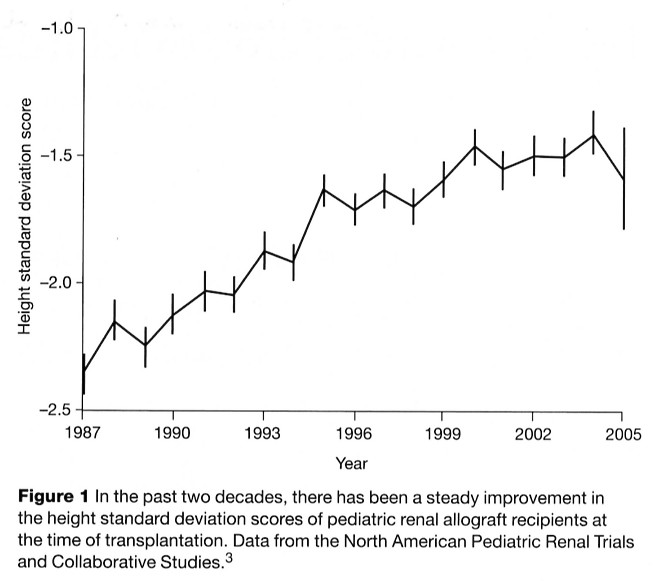 −1.0
−1.5
−2.0
−2.5
Height standard deviation score
1987 1990 1993 1996 1999 2002 2005
Year
Figure 1 In the past two decades, there has been a steady improvement in
the height standard deviation scores of pediatric renal allograft recipients at
the time of transplantation. Data from the North American Pediatric Renal Trials
and Collaborative Studies.3